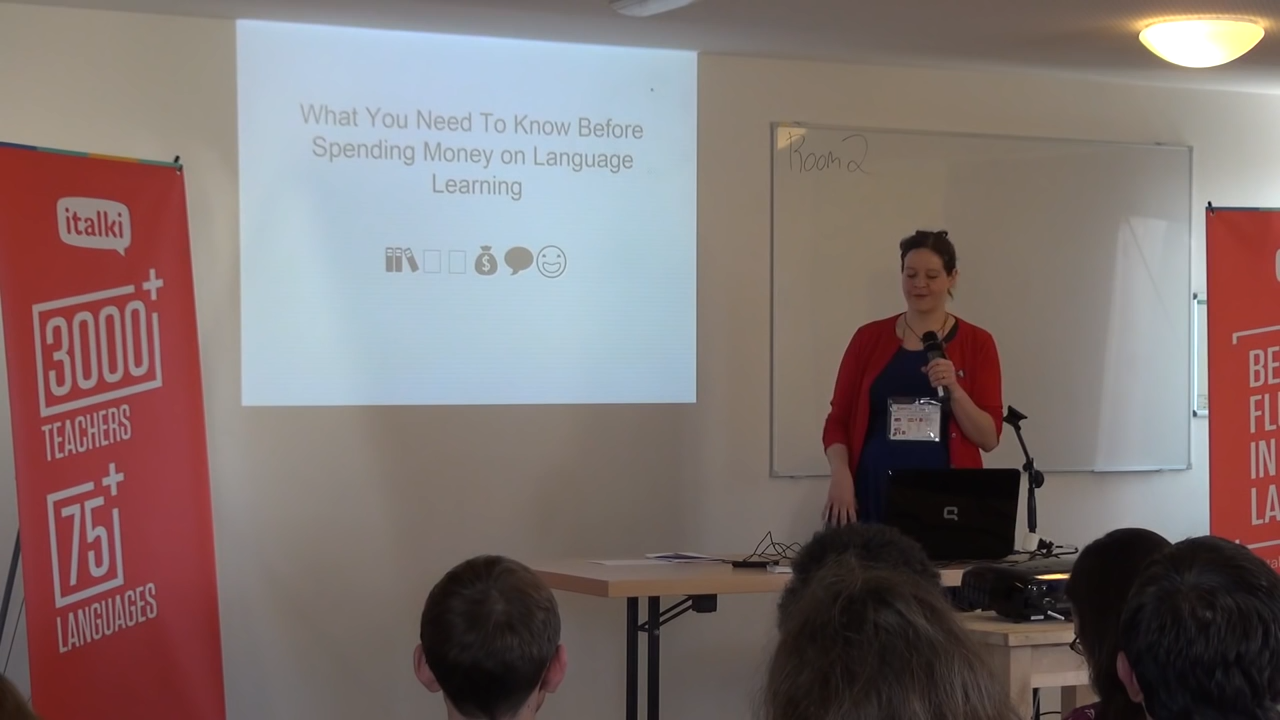 italki
3000+
TEACHERS
75+
LANGUAGES
What You Need To Know Before
Spending Money on Language
Learning
Room 2
BE
FLU
IN
LA